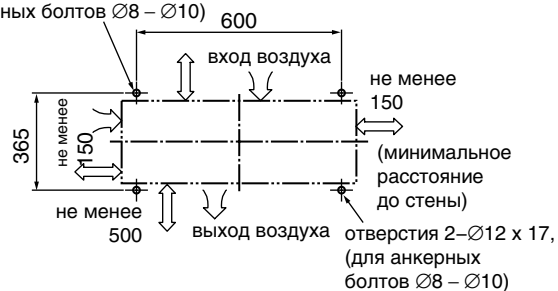 ных болтов ∅8 – ∅10)
600
вход воздуха
не менее
150
365
не менее
150
(минимальное
расстояние
до стены)
не менее
500
выход воздуха
отверстия 2–∅12 x 17,
(для анкерных
болтов ∅8 – ∅10)